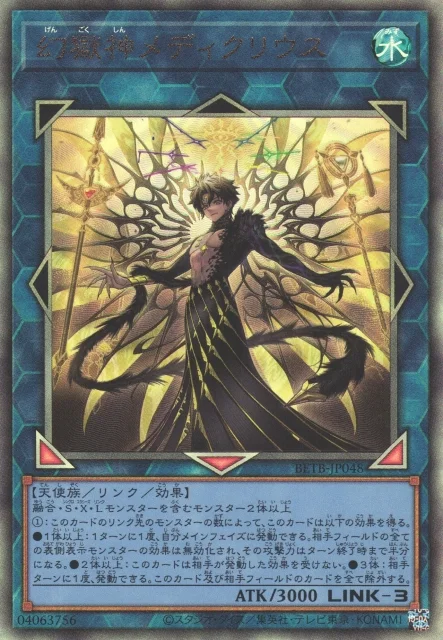 幻獄神メディクリウス
水
BETB-JP048
【天使族／リンク／効果】
融合・S・X・Lモンスターを含むモンスター2体以上
①:このカードのリンク先のモンスターの数によって、このカードは以下の効果を得る。
●1体以上:1ターンに1度、自分メインフェイズに発動できる。相手フィールドの全て
の表側表示モンスターの効果は無効化され、その攻撃力はターン終了時まで半分
になる。●2体以上:このカードは相手が発動した効果を受けない。●3体:相手
ターンに1度、発動できる。このカード及び相手フィールドのカードを全て除外する。
ATK/3000 LINK-3
04063756
©スタジオ・ダイス/集英社・テレビ東京・KONAMI